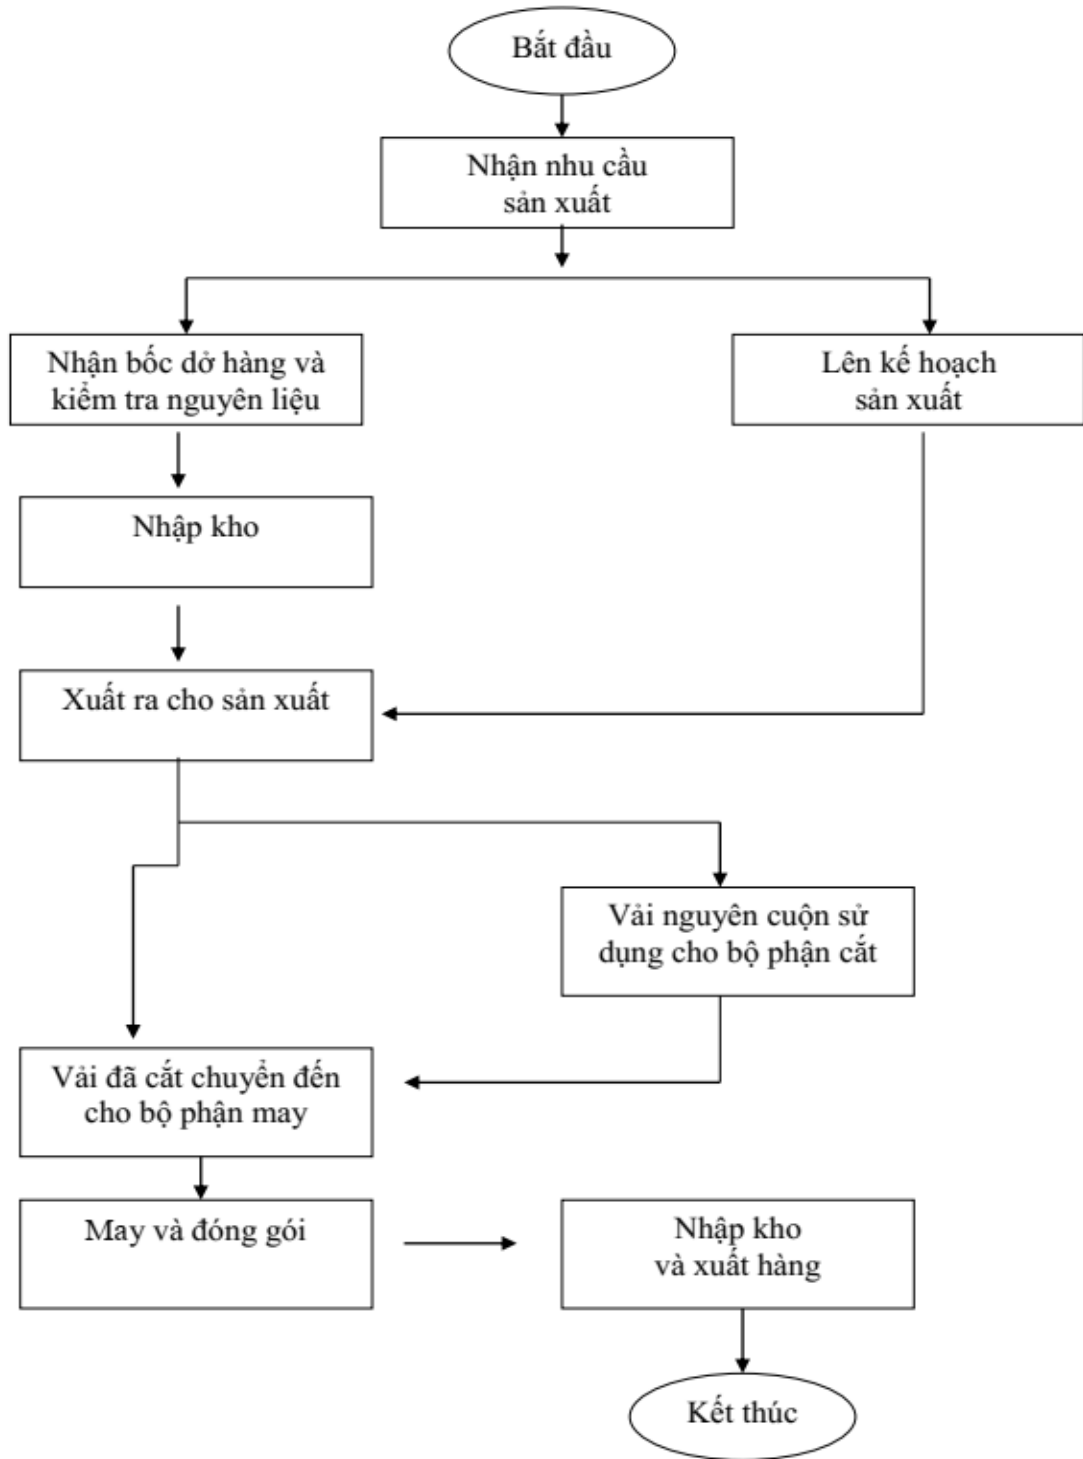 Bắt đầu
Nhận nhu cầu
sản xuất
Nhận bốc dở hàng và
kiểm tra nguyên liệu
Lên kế hoạch
sản xuất
Nhập kho
Xuất ra cho sản xuất
Vải nguyên cuộn sử
dụng cho bộ phận cắt
Vải đã cắt chuyển đến
cho bộ phận may
May và đóng gói
Nhập kho
và xuất hàng
Kết thúc